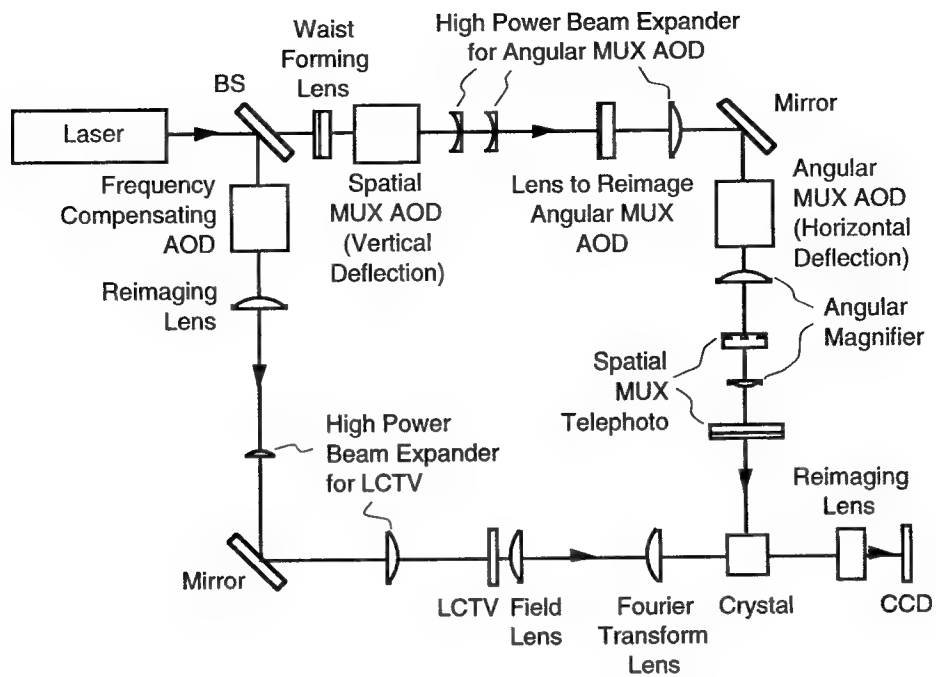 High Power Beam Expander
for Angular MUX AOD
Waist
Forming
Lens
BS
Mirror
Laser
Frequency
Compensating
AOD
Spatial
MUX AOD
(Vertical
Deflection)
Lens to Reimage
Angular MUX
AOD
Angular
MUX AOD
(Horizontal
Deflection)
Reimaging
Lens
Angular
Magnifier
Spatial
MUX
Telephoto
High Power
Beam Expander
for LCTV
Reimaging
Lens
Mirror
LCTV
Field
Lens
Fourier
Transform
Lens
Crystal
CCD